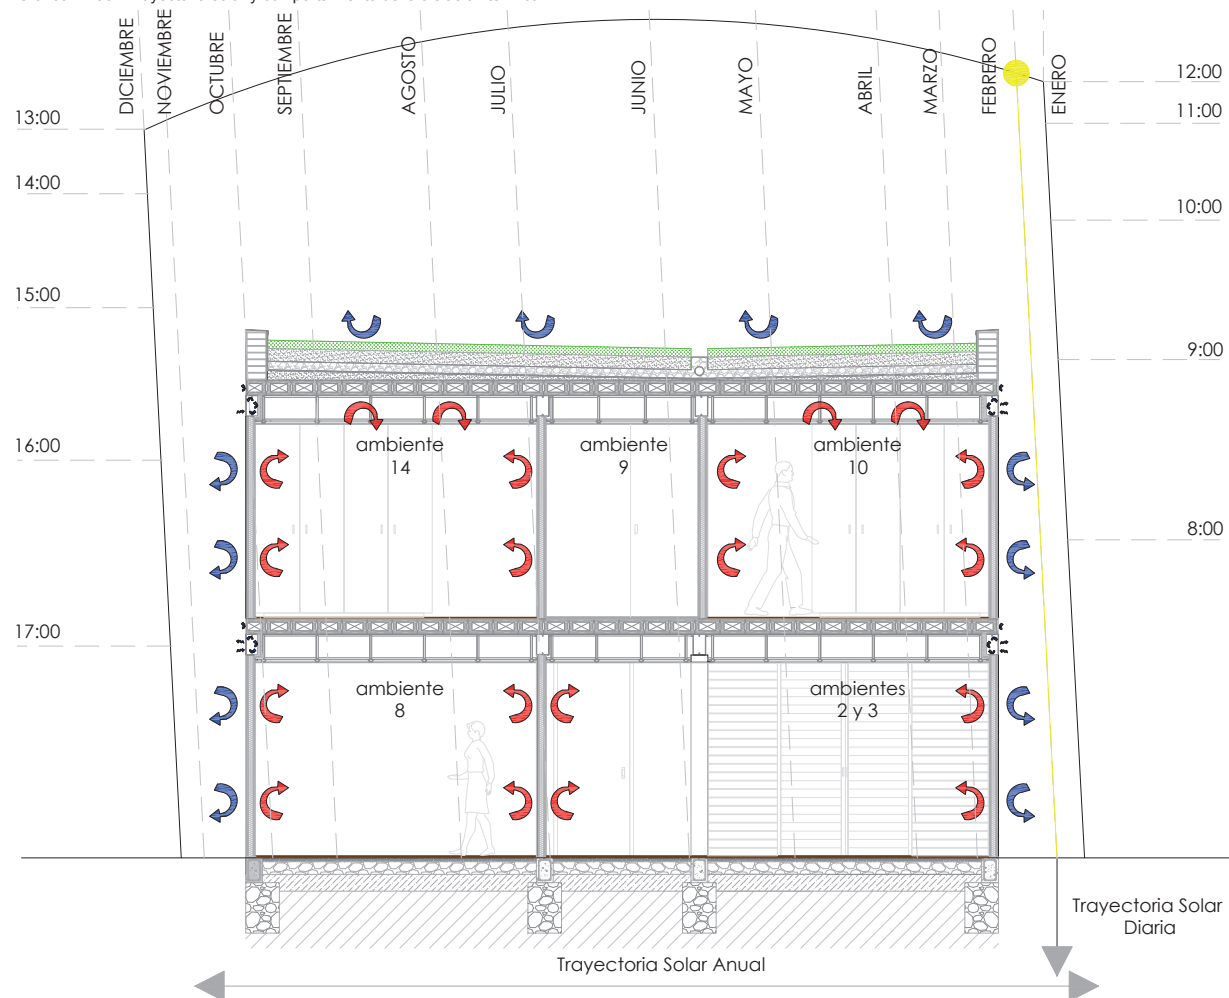 DICIEMBRE
NOVIEMBRE
OCTUBRE
SEPTIEMBRE
AGOSTO
JULIO
JUNIO
MAYO
ABRIL
MARZO
FEBRERO
ENERO
13:00
14:00
15:00
16:00
17:00
12:00
11:00
10:00
9:00
8:00
ambiente
14
ambiente
9
ambiente
10
ambiente
8
ambientes
2 y 3
Trayectoria Solar
Diaria
Trayectoria Solar Anual